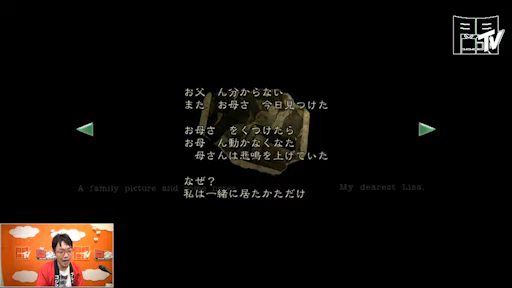 お父　ん分からない
また　お母さ　今日見つけた
お母さ　をくつけたら
お母　ん動かなくなた
母さんは悲鳴を上げていた
なぜ？
私は一緒に居たかただけ
A family picture and
My dearest Lisa.
TV